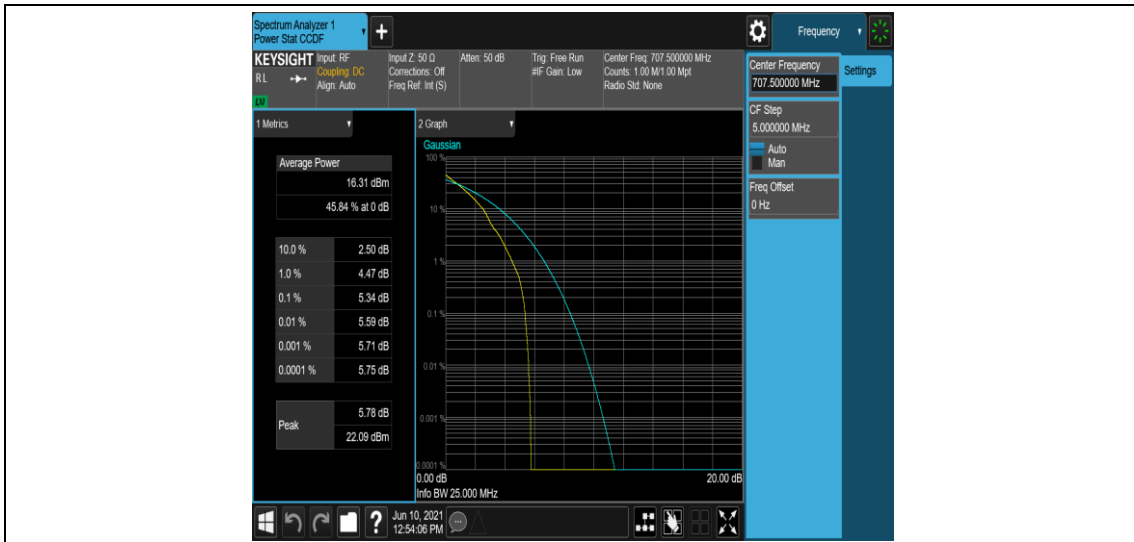 Spectrum Analyzer 1
Power Stat CCDF
Frequency
KEYSIGHT
RL
LXI
Input: RF
Coupling: DC
Align: Auto
Input Z: 50 Ω
Corrections: Off
Freq Ref: Int (S)
Atten: 50 dB
Trig: Free Run
#IF Gain: Low
Center Freq: 707.500000 MHz
Counts: 1.00 M/1.00 Mpt
Radio Std: None
Center Frequency
707.500000 MHz
Settings
CF Step
5.000000 MHz
Auto
Man
Freq Offset
0 Hz
1 Metrics
Average Power
16.31 dBm
45.84 % at 0 dB
10.0 % 2.50 dB
1.0 % 4.47 dB
0.1 % 5.34 dB
0.01 % 5.59 dB
0.001 % 5.71 dB
0.0001 % 5.75 dB
Peak
5.78 dB
22.09 dBm
2 Graph
Gaussian
100 %
10 %
1 %
0.1 %
0.01 %
0.001 %
0.0001 %
0.00 dB 20.00 dB
Info BW 25.000 MHz
?
Jun 10, 2021
12:54:06 PM